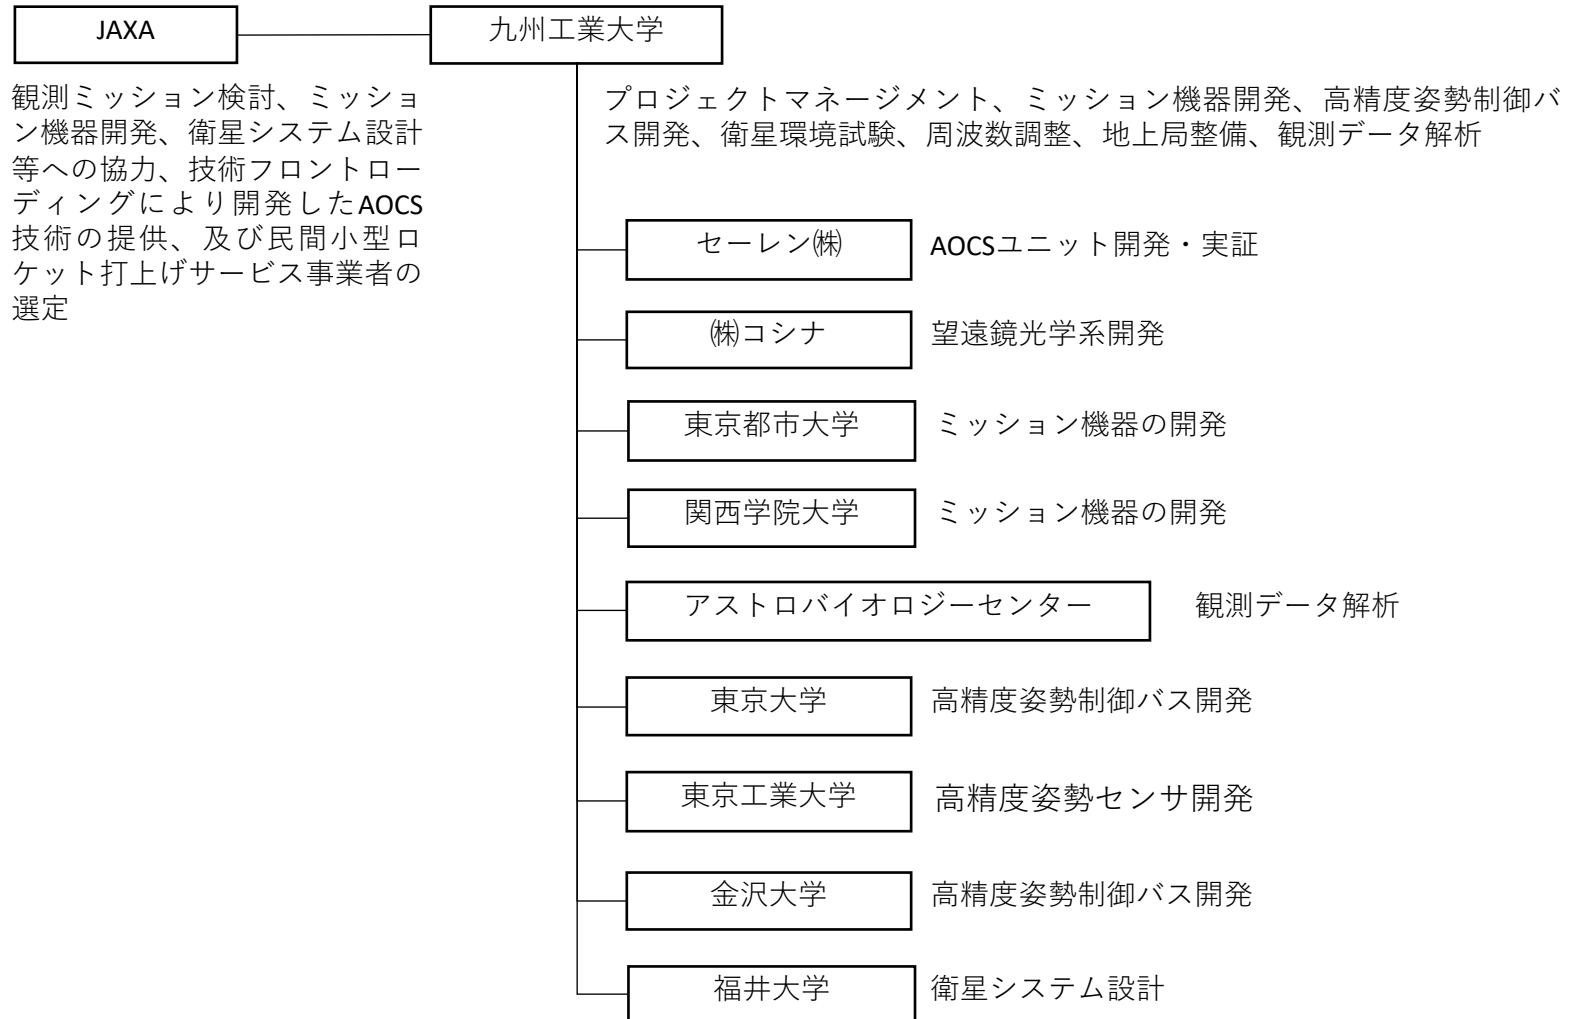 JAXA
九州工業大学
観測ミッション検討、ミッショ
ン機器開発、衛星システム設計
等への協力、技術フロントロー
ディングにより開発したAOCS
技術の提供、及び民間小型ロ
ケット打上げサービス事業者の
選定
プロジェクトマネージメント、ミッション機器開発、高精度姿勢制御バ
ス開発、衛星環境試験、周波数調整、地上局整備、観測データ解析
セーレン㈱
AOCSユニット開発・実証
㈱コシナ
望遠鏡光学系開発
東京都市大学
ミッション機器の開発
関西学院大学
ミッション機器の開発
アストロバイオロジーセンター
観測データ解析
東京大学
高精度姿勢制御バス開発
東京工業大学
高精度姿勢センサ開発
金沢大学
高精度姿勢制御バス開発
福井大学
衛星システム設計